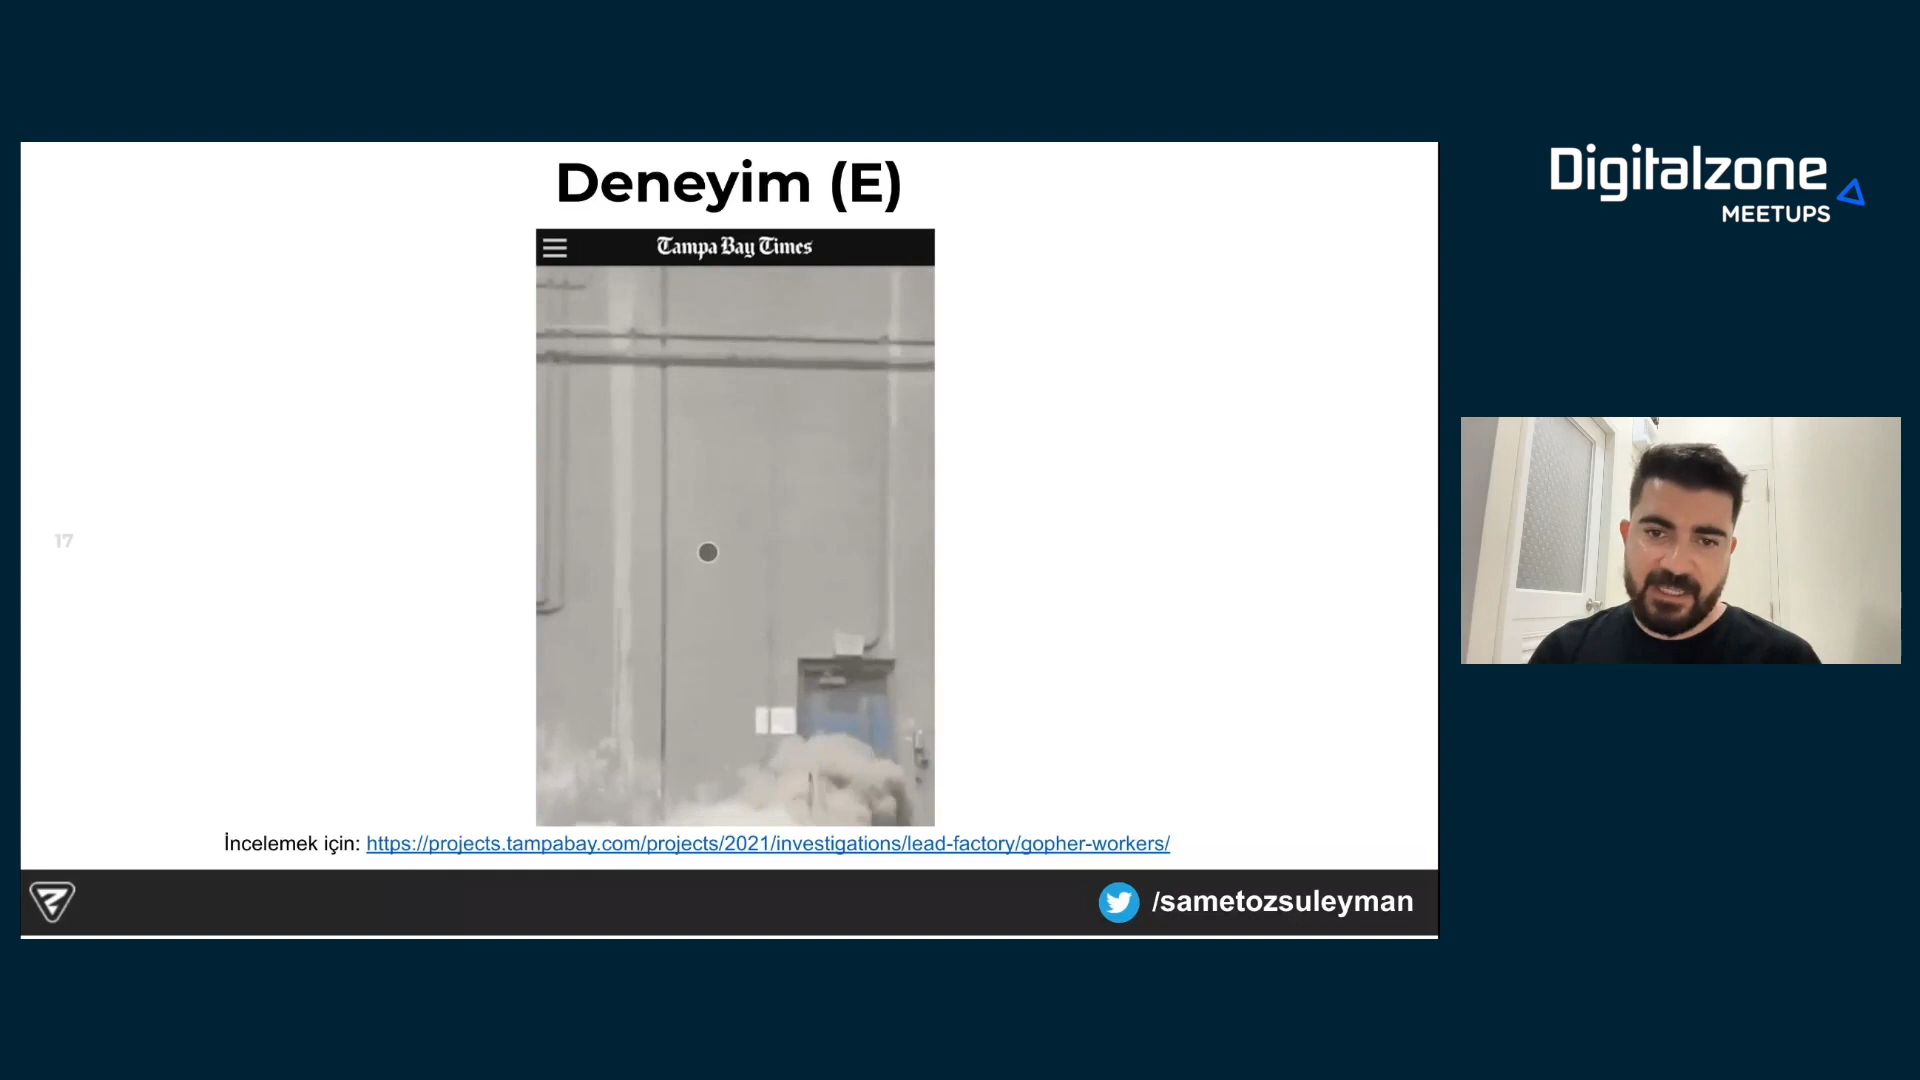 Deneyim (E)
Tampa Bay Times
17
İncelemek için: https://projects.tampabay.com/projects/2021/investigations/lead-factory/gopher-workers/
/sametozsuleyman
Digitalzone
MEETUPS